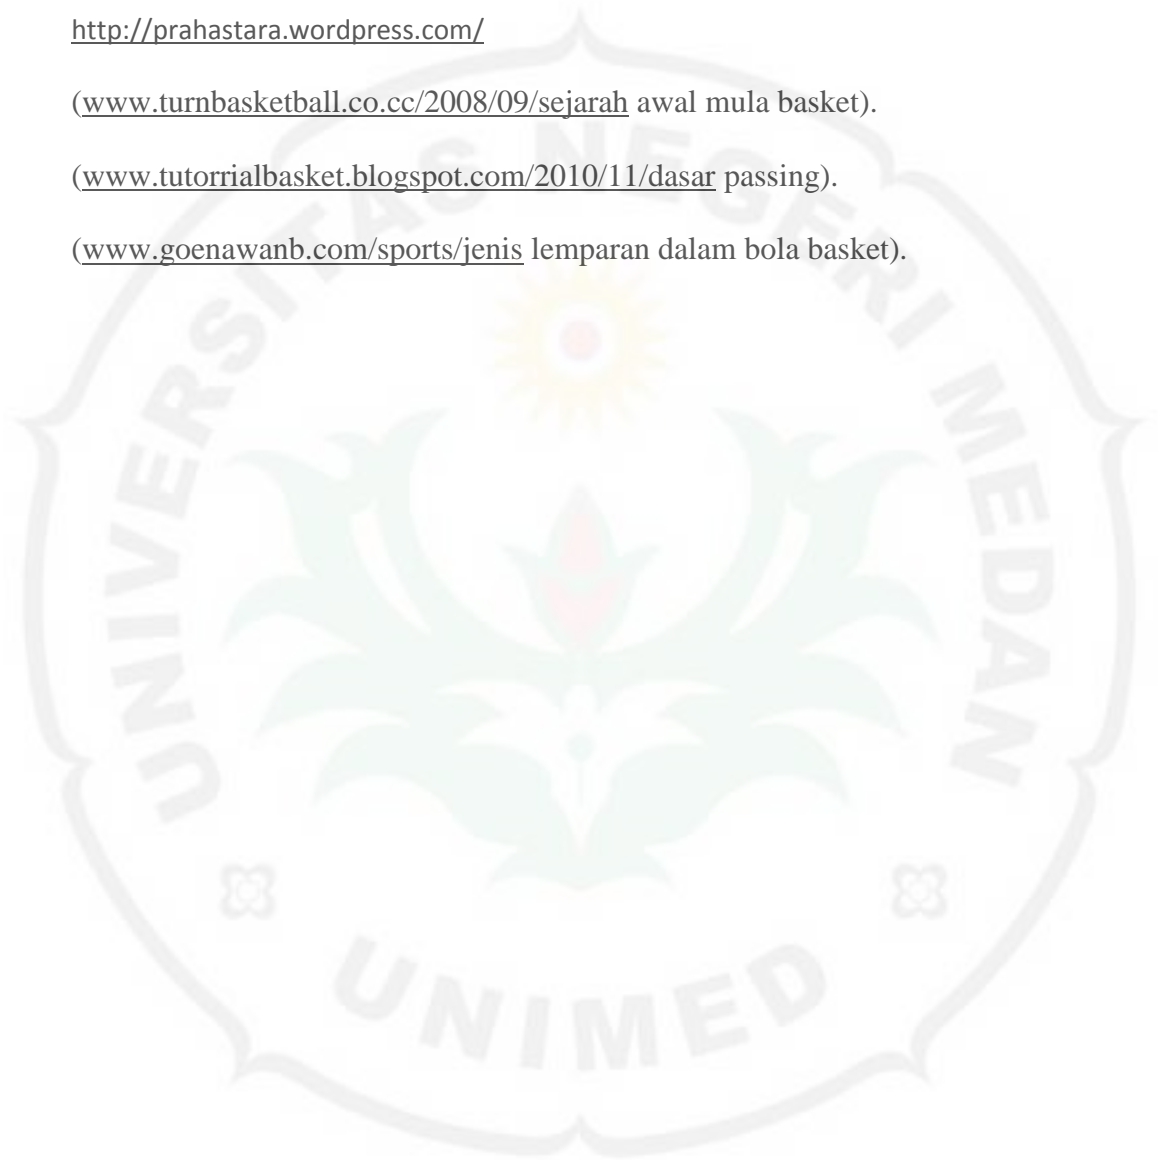 http://prahastara.wordpress.com/
(www.turnbasketball.co.cc/2008/09/sejarah awal mula basket).
(www.tutorrialbasket.blogspot.com/2010/11/dasar passing).
(www.goenawanb.com/sports/jenis lemparan dalam bola basket).
UNIVERSITAS NEGERI MEDAN
UNIMED